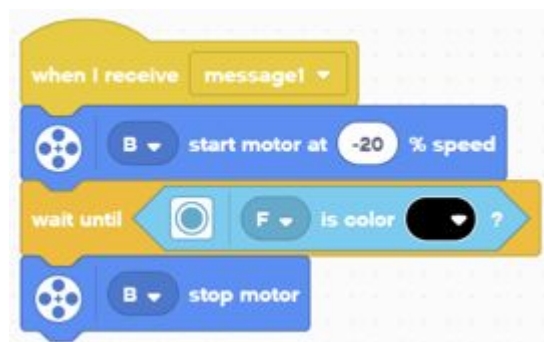 when I receive message1
B start motor at -20 % speed
wait until F is color ?
B stop motor